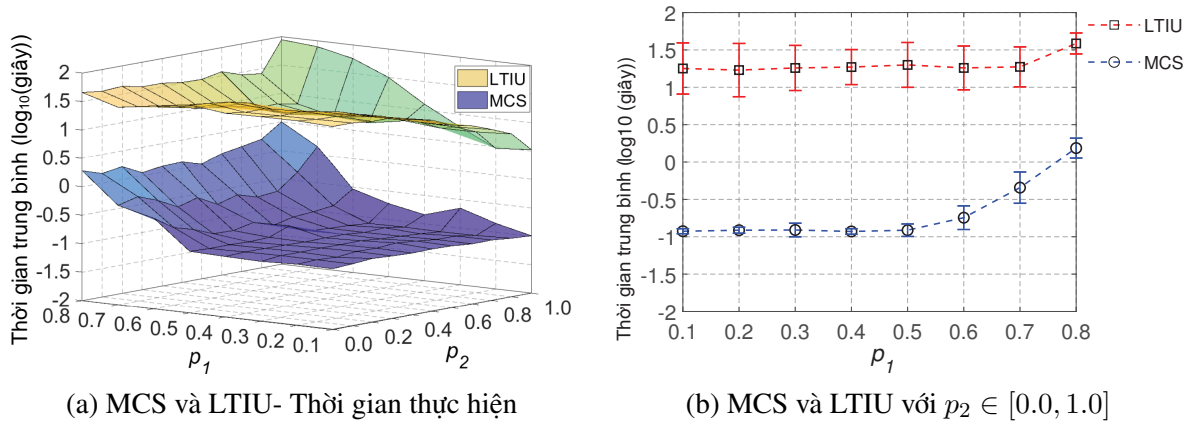 Thời gian trung bình (log₁₀(giây))
2
1.5
1
0.5
0
-0.5
-1
-1.5
-2
0.8 0.7 0.6 0.5 0.4 0.3 0.2 0.1
p₁
0.0 0.2 0.4 0.6 0.8 1.0
p₂
LTIU
MCS
(a) MCS và LTIU- Thời gian thực hiện
Thời gian trung bình (log10 (giây))
2
1.5
1
0.5
0
-0.5
-1
-1.5
-2
0.1 0.2 0.3 0.4 0.5 0.6 0.7 0.8
p₁
LTIU
MCS
(b) MCS và LTIU với p₂ ∈ [0.0, 1.0]